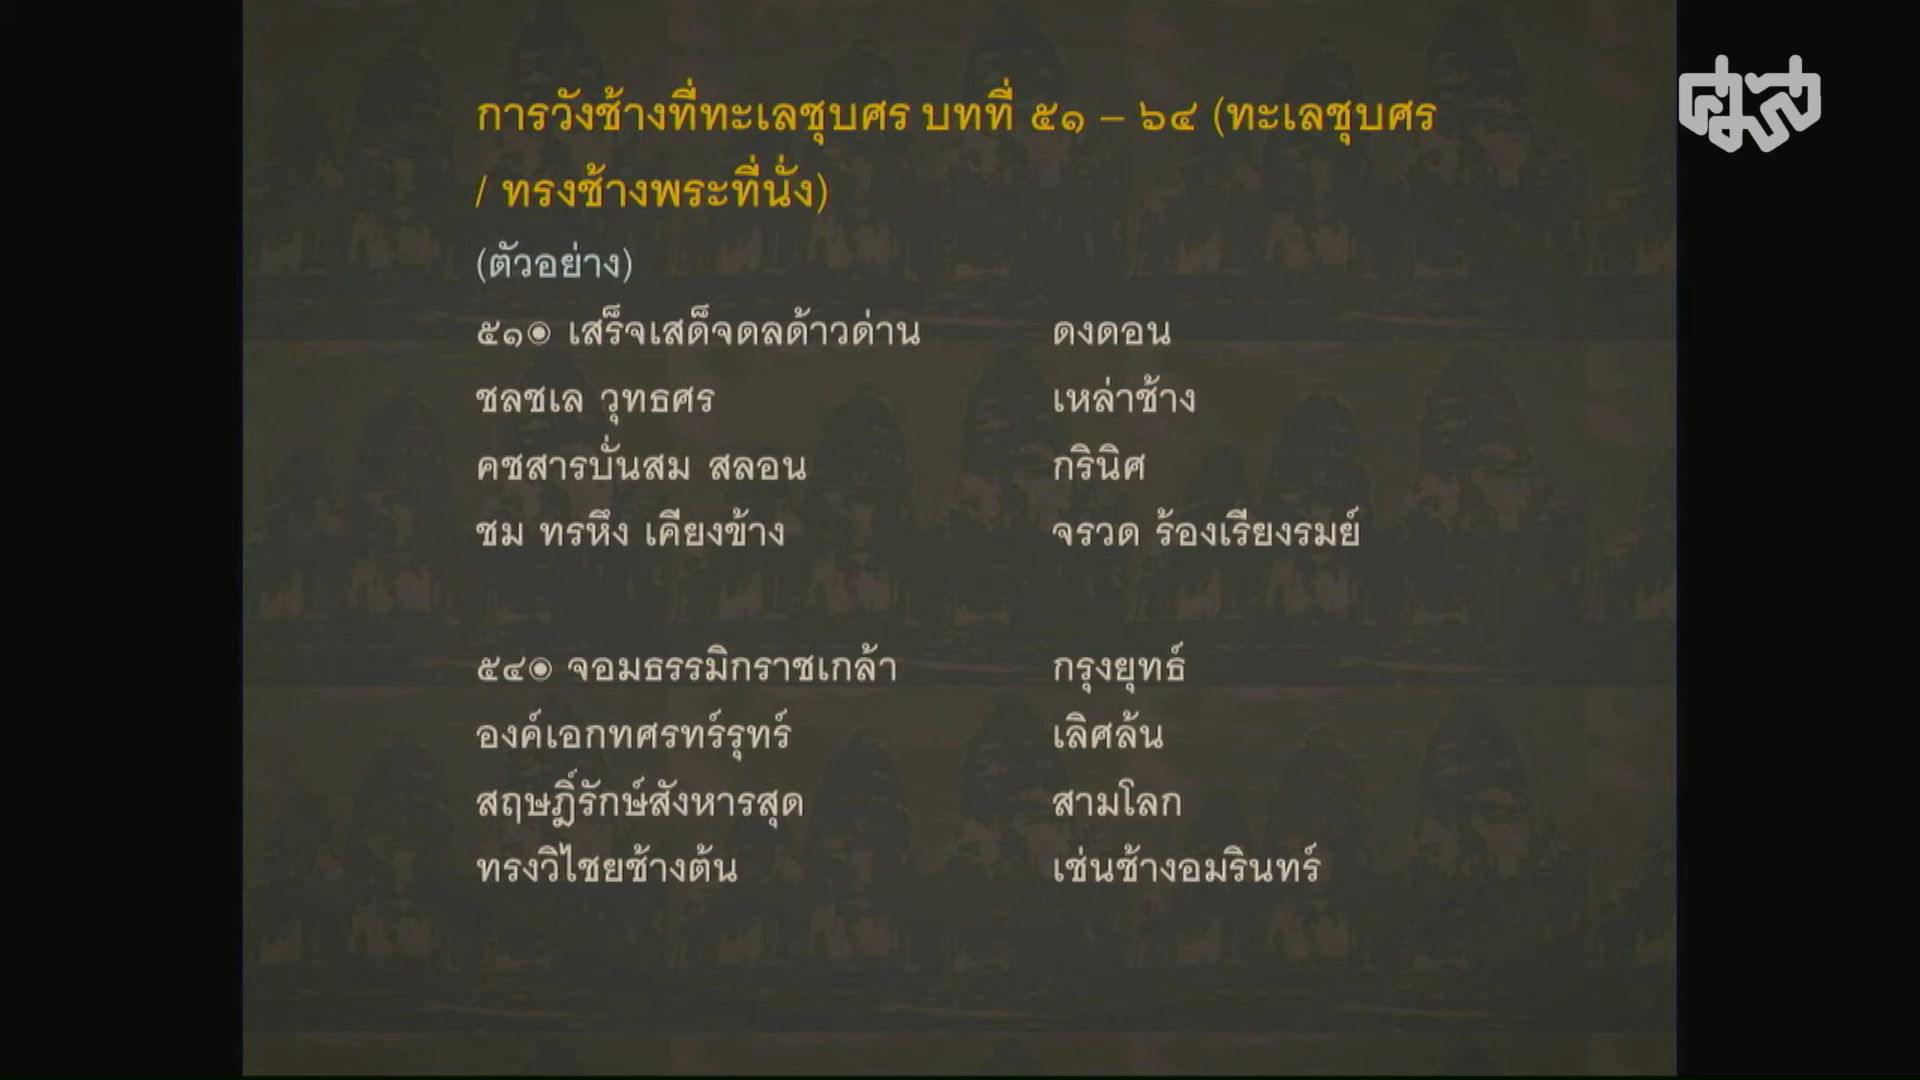 การวังช้างที่ทะเลชุบศร บทที่ ๕๑ – ๖๔ (ทะเลชุบศร
/ ทรงช้างพระที่นั่ง)
(ตัวอย่าง)
๕๑๏ เสร็จเสด็จดลด้าวด่าน ดงดอน
ชลชเล วุทธศร เหล่าช้าง
คชสารบั่นสม สลอน กรินิศ
ชม ทรหึง เคียงข้าง จรวด ร้องเรียงรมย์
๕๔๏ จอมธรรมิกราชเกล้า กรุงยุทธ์
องค์เอกทศรทร์รุทร์ เลิศล้น
สฤษฎิ์รักษ์สังหารสุด สามโลก
ทรงวิไชยช้างต้น เช่นช้างอมรินทร์